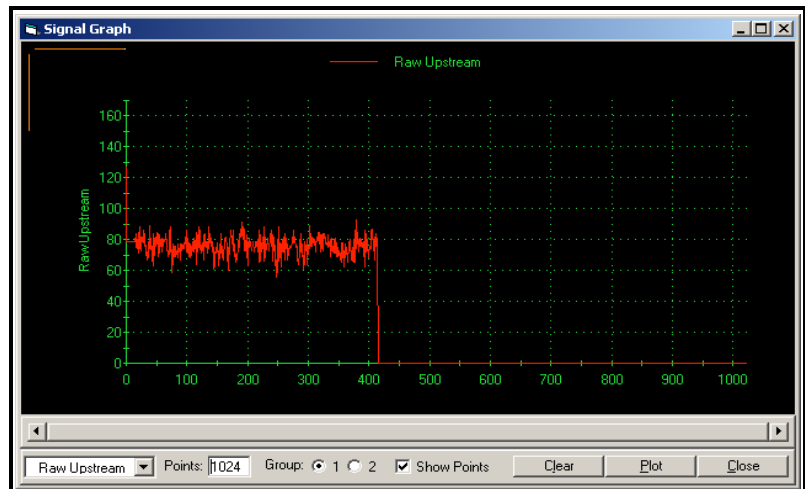 Signal Graph
Raw Upstream
160
140
120
100
80
60
40
20
0
Raw Upstream
0 100 200 300 400 500 600 700 800 900 1000
Raw Upstream Points: 1024 Group: 1 2 Show Points Clear Plot Close